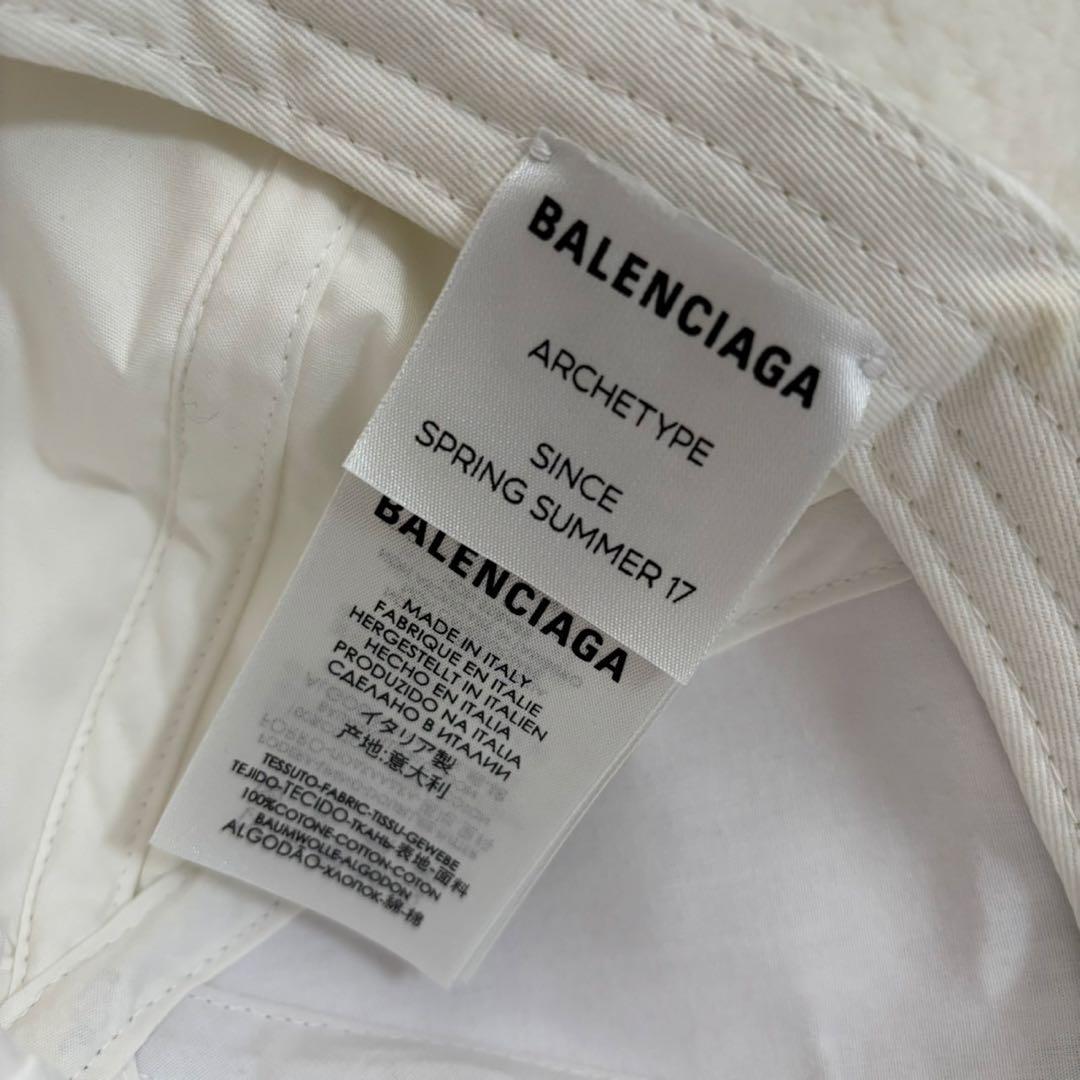 BALENCIAGA
ARCHETYPE
SINCE
SPRING SUMMER 17
BALENCIAGA
MADE IN ITALY
FABRIQUE EN ITALIE
HERGESTELLT IN ITALIEN
HECHO EN ITALIA
PRODUZIDO NA ITALIA
СДЕЛАНО В ИТАЛИИ
イタリア製
产地:意大利
TESSUTO-FABRIC-TISSU-GEWEBE
TEJIDO-TECIDO-ТКАНЬ-表地-面料
100%COTONE-COTTON-COTON
BAUMWOLLE-ALGODON
ALGODÃO-ХЛОПОК-綿-棉